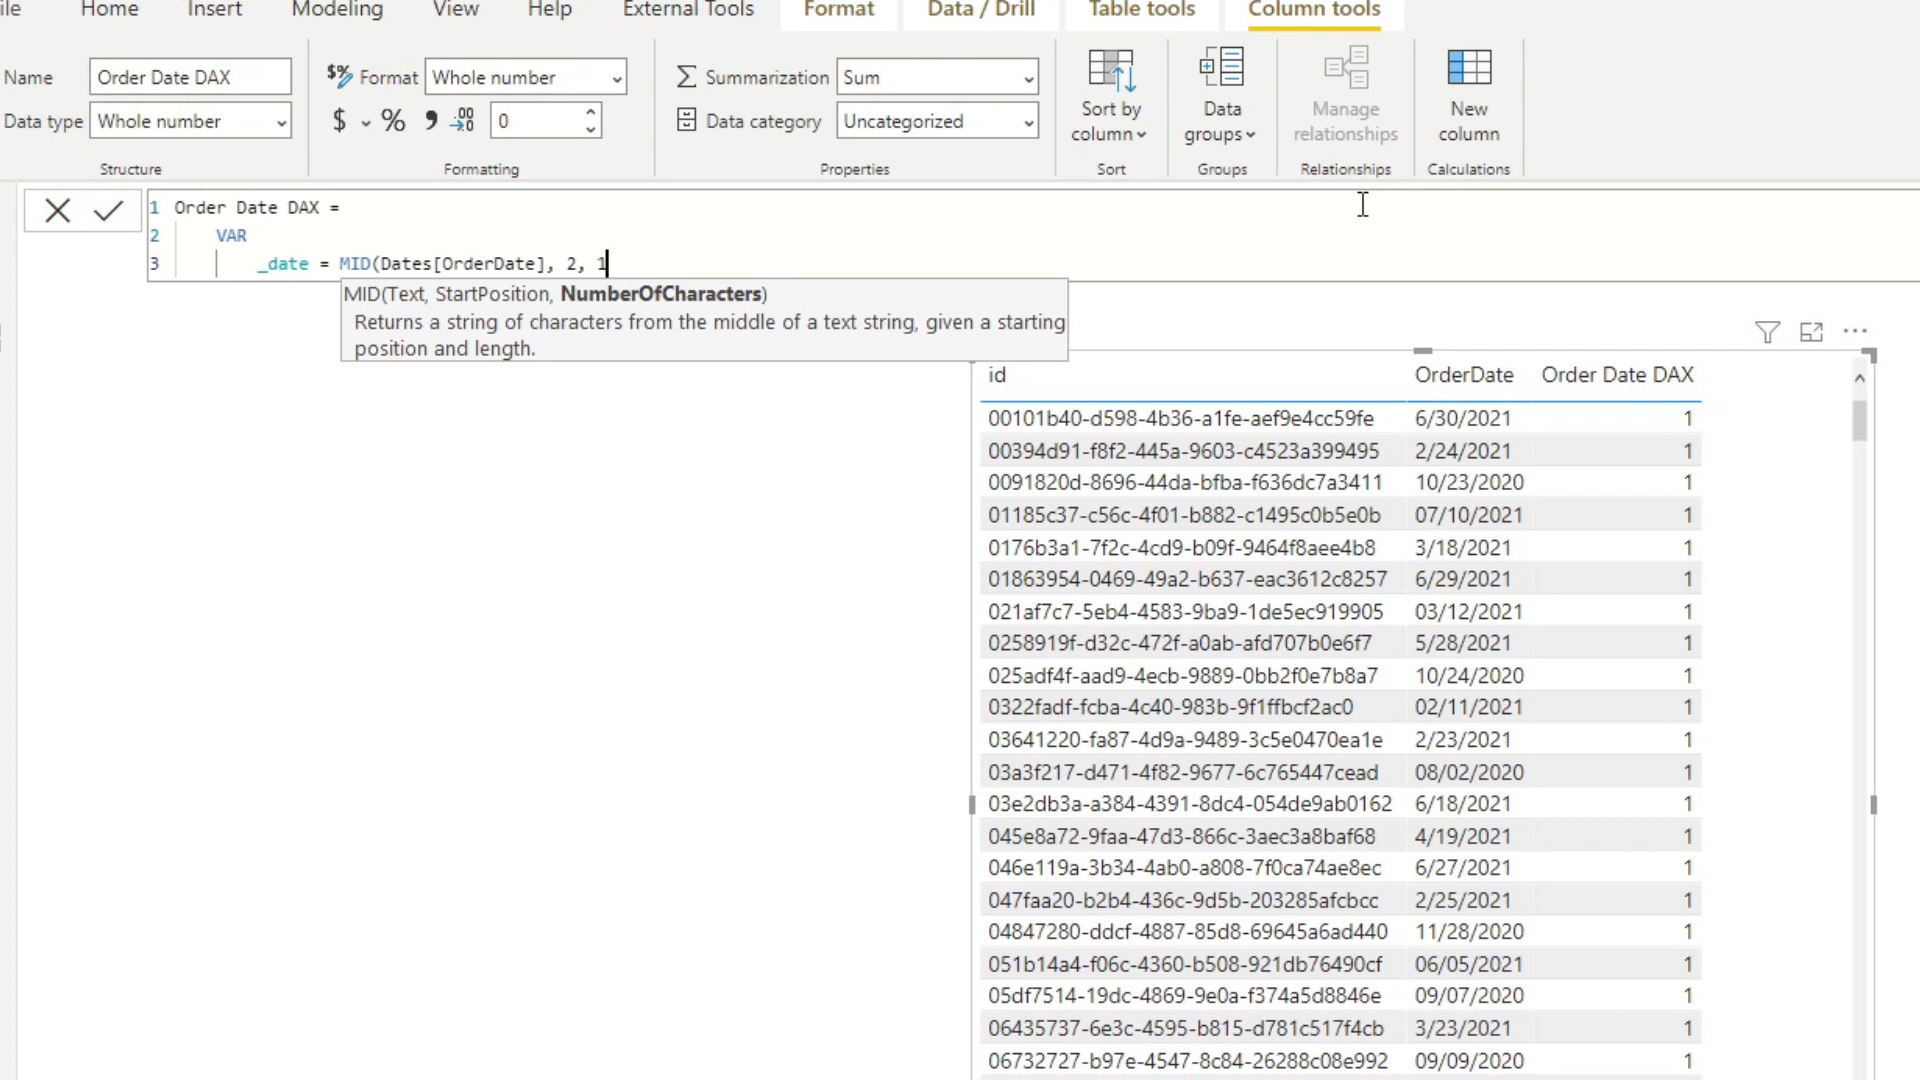 ile Home Insert Modeling View Help External Tools Format Data / Drill Table tools Column tools
Name Order Date DAX
Data type Whole number
Structure
Format Whole number
$ % 0
Formatting
Summarization Sum
Data category Uncategorized
Properties
Sort by
column
Sort
Data
groups
Groups
Manage
relationships
Relationships
New
column
Calculations
1 Order Date DAX =
2 VAR
3 _date = MID(Dates[OrderDate], 2, 1
MID(Text, StartPosition, NumberOfCharacters)
Returns a string of characters from the middle of a text string, given a starting
position and length.
id OrderDate Order Date DAX
00101b40-d598-4b36-a1fe-aef9e4cc59fe 6/30/2021 1
00394d91-f8f2-445a-9603-c4523a399495 2/24/2021 1
0091820d-8696-44da-bfba-f636dc7a3411 10/23/2020 1
01185c37-c56c-4f01-b882-c1495c0b5e0b 07/10/2021 1
0176b3a1-7f2c-4cd9-b09f-9464f8aee4b8 3/18/2021 1
01863954-0469-49a2-b637-eac3612c8257 6/29/2021 1
021af7c7-5eb4-4583-9ba9-1de5ec919905 03/12/2021 1
0258919f-d32c-472f-a0ab-afd707b0e6f7 5/28/2021 1
025adf4f-aad9-4ecb-9889-0bb2f0e7b8a7 10/24/2020 1
0322fadf-fcba-4c40-983b-9f1ffbcf2ac0 02/11/2021 1
03641220-fa87-4d9a-9489-3c5e0470ea1e 2/23/2021 1
03a3f217-d471-4f82-9677-6c765447cead 08/02/2020 1
03e2db3a-a384-4391-8dc4-054de9ab0162 6/18/2021 1
045e8a72-9faa-47d3-866c-3aec3a8baf68 4/19/2021 1
046e119a-3b34-4ab0-a808-7f0ca74ae8ec 6/27/2021 1
047faa20-b2b4-436c-9d5b-203285afcbcc 2/25/2021 1
04847280-ddcf-4887-85d8-69645a6ad440 11/28/2020 1
051b14a4-f06c-4360-b508-921db76490cf 06/05/2021 1
05df7514-19dc-4869-9e0a-f374a5d8846e 09/07/2020 1
06435737-6e3c-4595-b815-d781c517f4cb 3/23/2021 1
06732727-b97e-4547-8c84-26288c08e992 09/09/2020 1